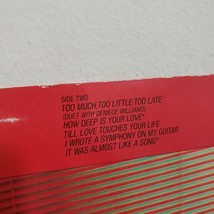 SIDE TWO
TOO MUCH, TOO LITTLE, TOO LATE
(DUET WITH DENIECE WILLIAMS)
HOW DEEP IS YOUR LOVE*
TILL LOVE TOUCHES YOUR LIFE
I WROTE A SYMPHONY ON MY GUITAR
IT WAS ALMOST LIKE A SONG*